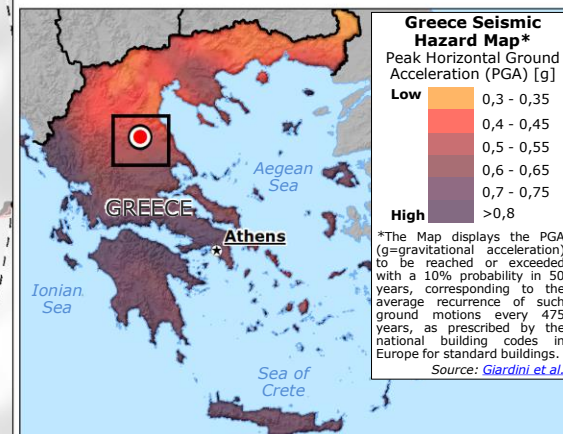 Greece Seismic
Hazard Map*
Peak Horizontal Ground
Acceleration (PGA) [g]
Low
0,3 - 0,35
0,4 - 0,45
0,5 - 0,55
0,6 - 0,65
0,7 - 0,75
High
>0,8
*The Map displays the PGA
(g=gravitational acceleration)
to be reached or exceeded
with a 10% probability in 50
years, corresponding to the
average recurrence of such
ground motions every 475
years, as prescribed by the
national building codes in
Europe for standard buildings.
Source: Giardini et al.
Aegean
Sea
GREECE
Athens
Ionian
Sea
Sea of
Crete